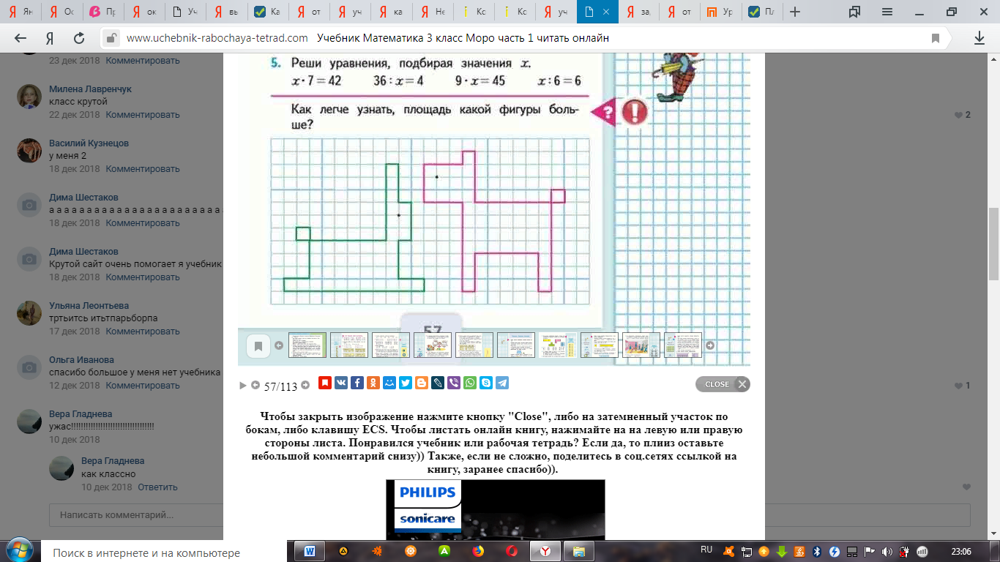 Ян
Ос
Пр
ок
Уч
вы
Ка
от
уч
ка
Не
Ко
Ко
уч
за
от
Ур
Пл
www.uchebnik-rabochaya-tetrad.com Учебник Математика 3 класс Моро часть 1 читать онлайн
23 дек 2018 Комментировать
Милена Лавренчук
класс крутой
22 дек 2018 Комментировать
2
Василий Кузнецов
у меня 2
18 дек 2018 Комментировать
Дима Шестаков
а а а а а а а а а а а а а а а а а а а а а
18 дек 2018 Комментировать
Дима Шестаков
Крутой сайт очень помогает я учебник
18 дек 2018 Комментировать
Ульяна Леонтьева
тртьитсь итьтпарьборпа
17 дек 2018 Комментировать
Ольга Иванова
спасибо большое у меня нет учебника
12 дек 2018 Комментировать
1
Вера Гладнева
ужас!!!!!!!!!!!!!!!!!!!!!!!!!!!!!!!!!!
10 дек 2018
Вера Гладнева
как классно
10 дек 2018 Ответить
Написать комментарий...
5. Реши уравнения, подбирая значения x.
x · 7 = 42 36 : x = 4 9 · x = 45 x : 6 = 6
Как легче узнать, площадь какой фигуры боль-
ше?
?
!
57
57/113
CLOSE
Чтобы закрыть изображение нажмите кнопку "Close", либо на затемненный участок по
бокам, либо клавишу ECS. Чтобы листать онлайн книгу, нажимайте на на левую или правую
стороны листа. Понравился учебник или рабочая тетрадь? Если да, то плииз оставьте
небольшой комментарий снизу)) Также, если не сложно, поделитесь в соц.сетях ссылкой на
книгу, заранее спасибо)).
PHILIPS
sonicare
Поиск в интернете и на компьютере
RU
23:06